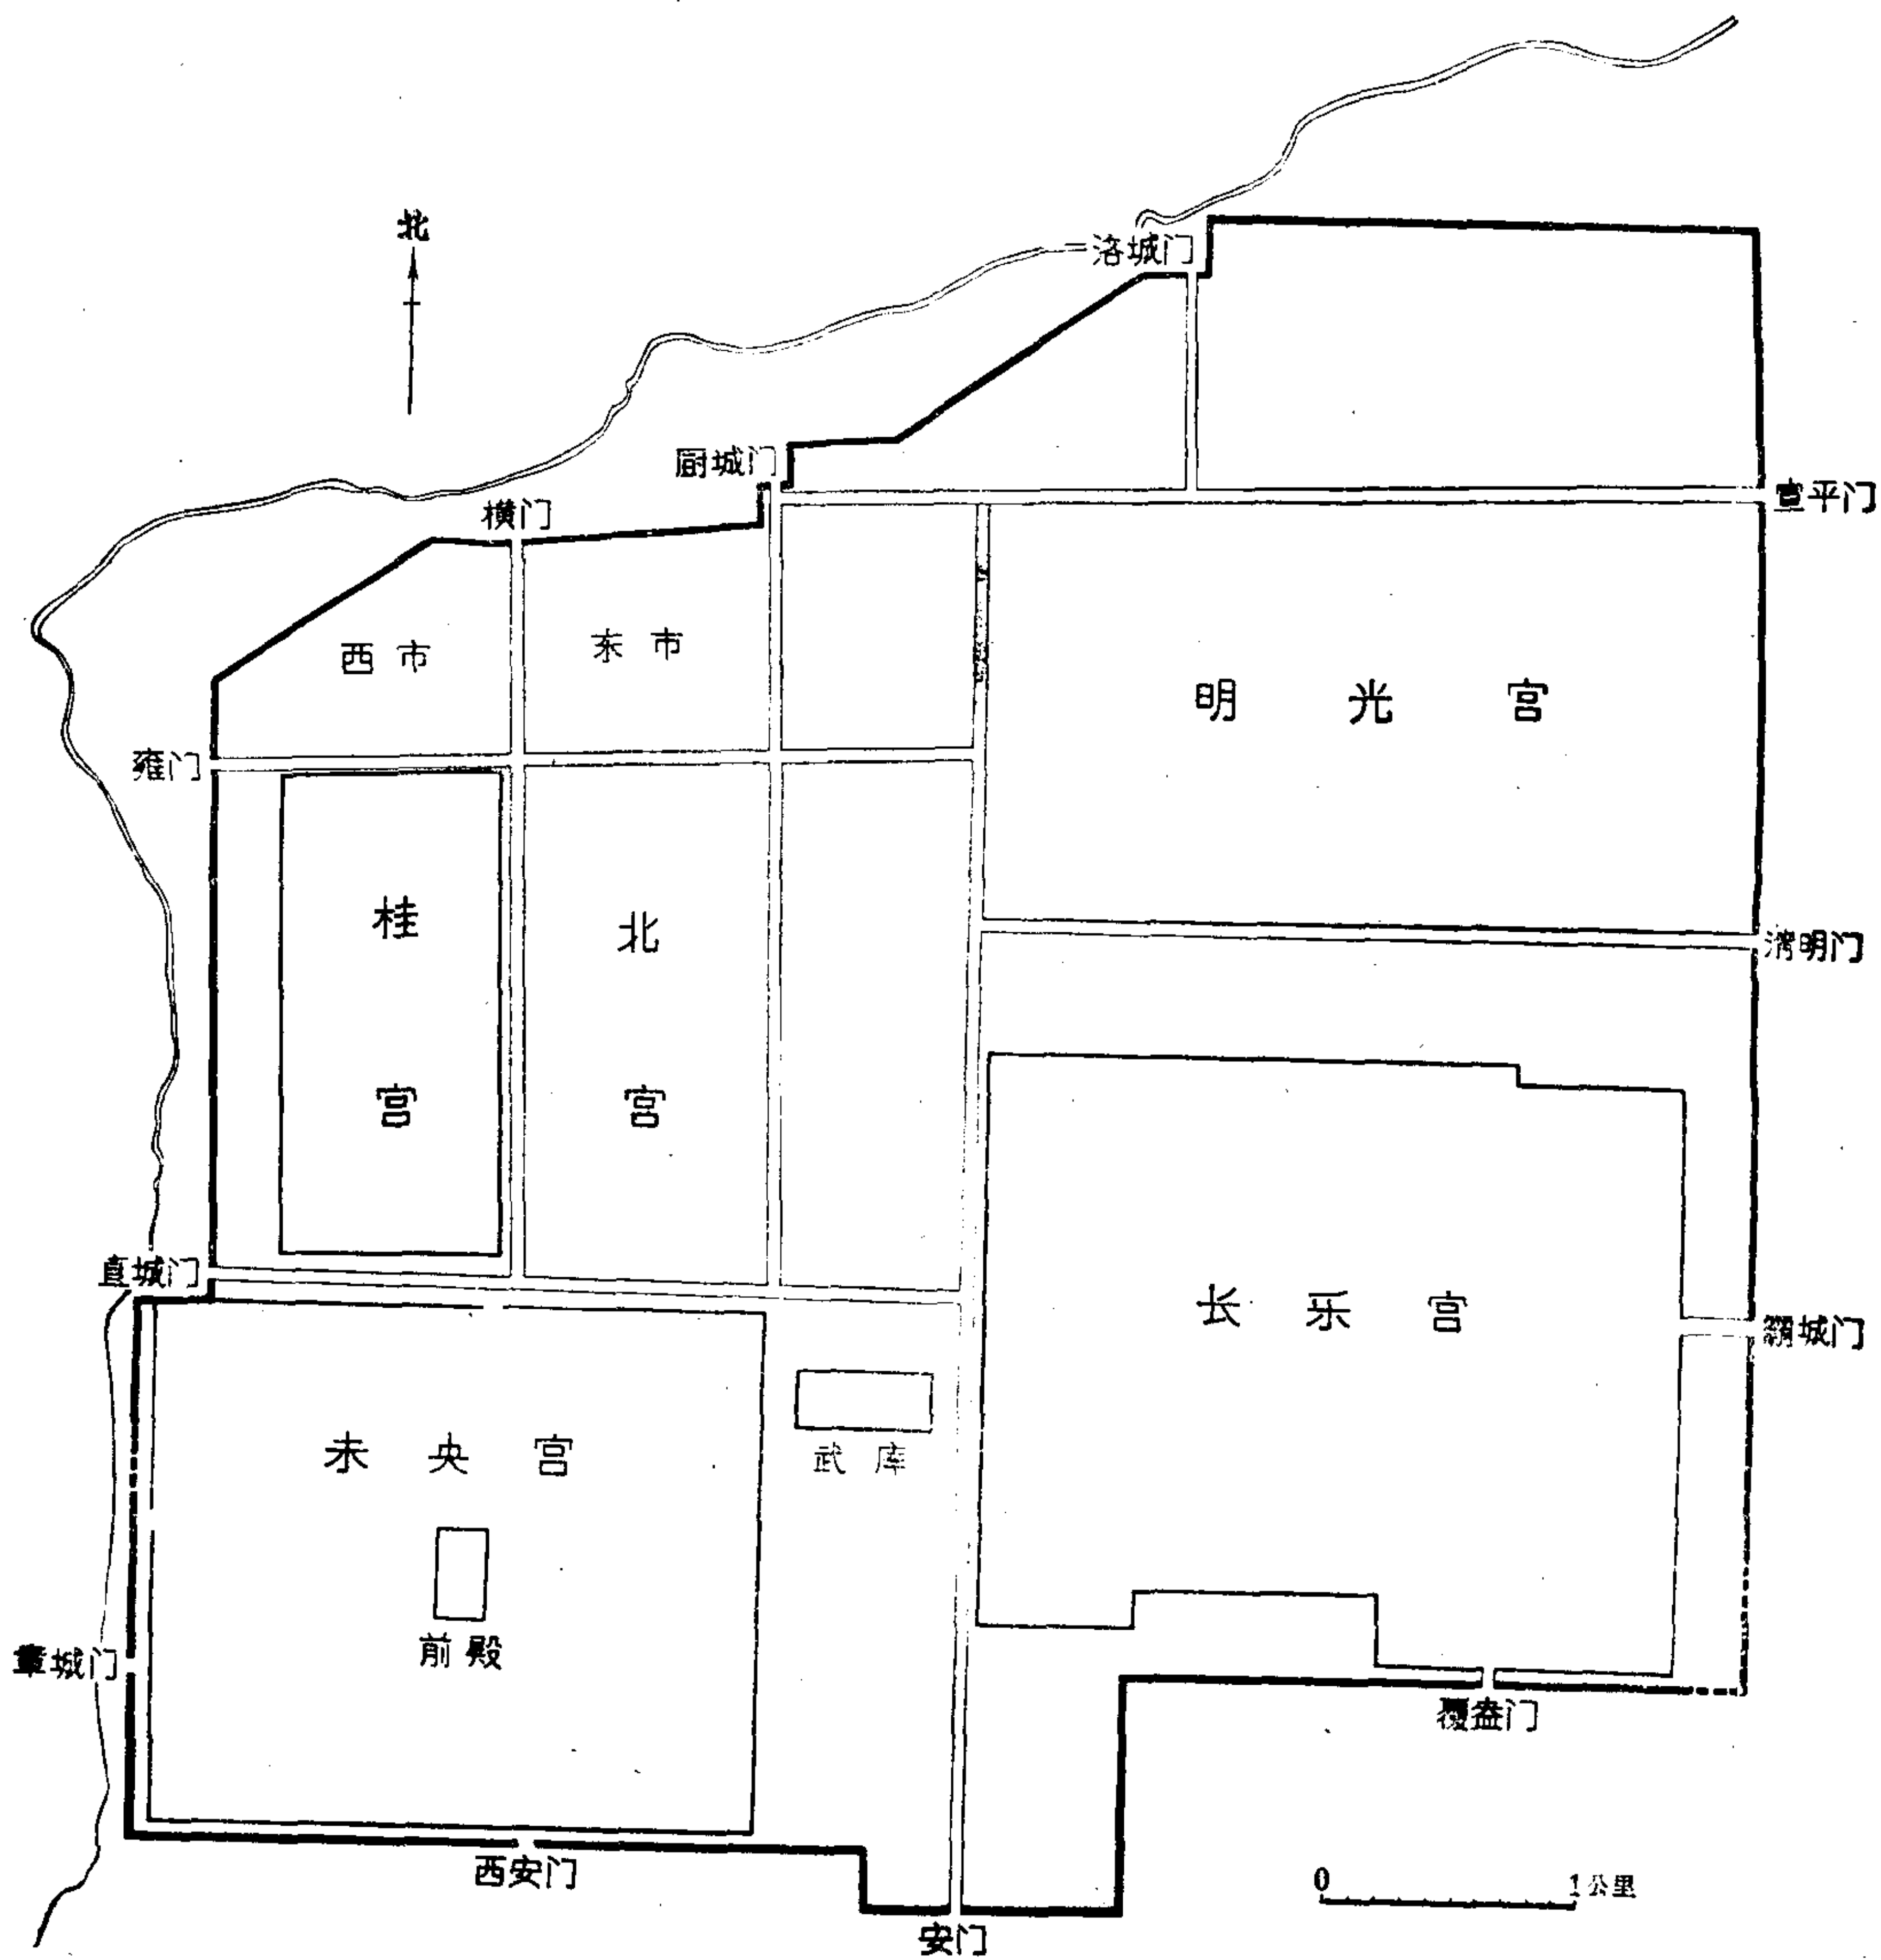 北
洛城门
厨城门
横门
宣平门
西市
东市
明光宫
雍门
桂宫
北宫
清明门
直城门
长乐宫
霸城门
未央宫
武库
前殿
章城门
覆盎门
西安门
安门
0 1公里